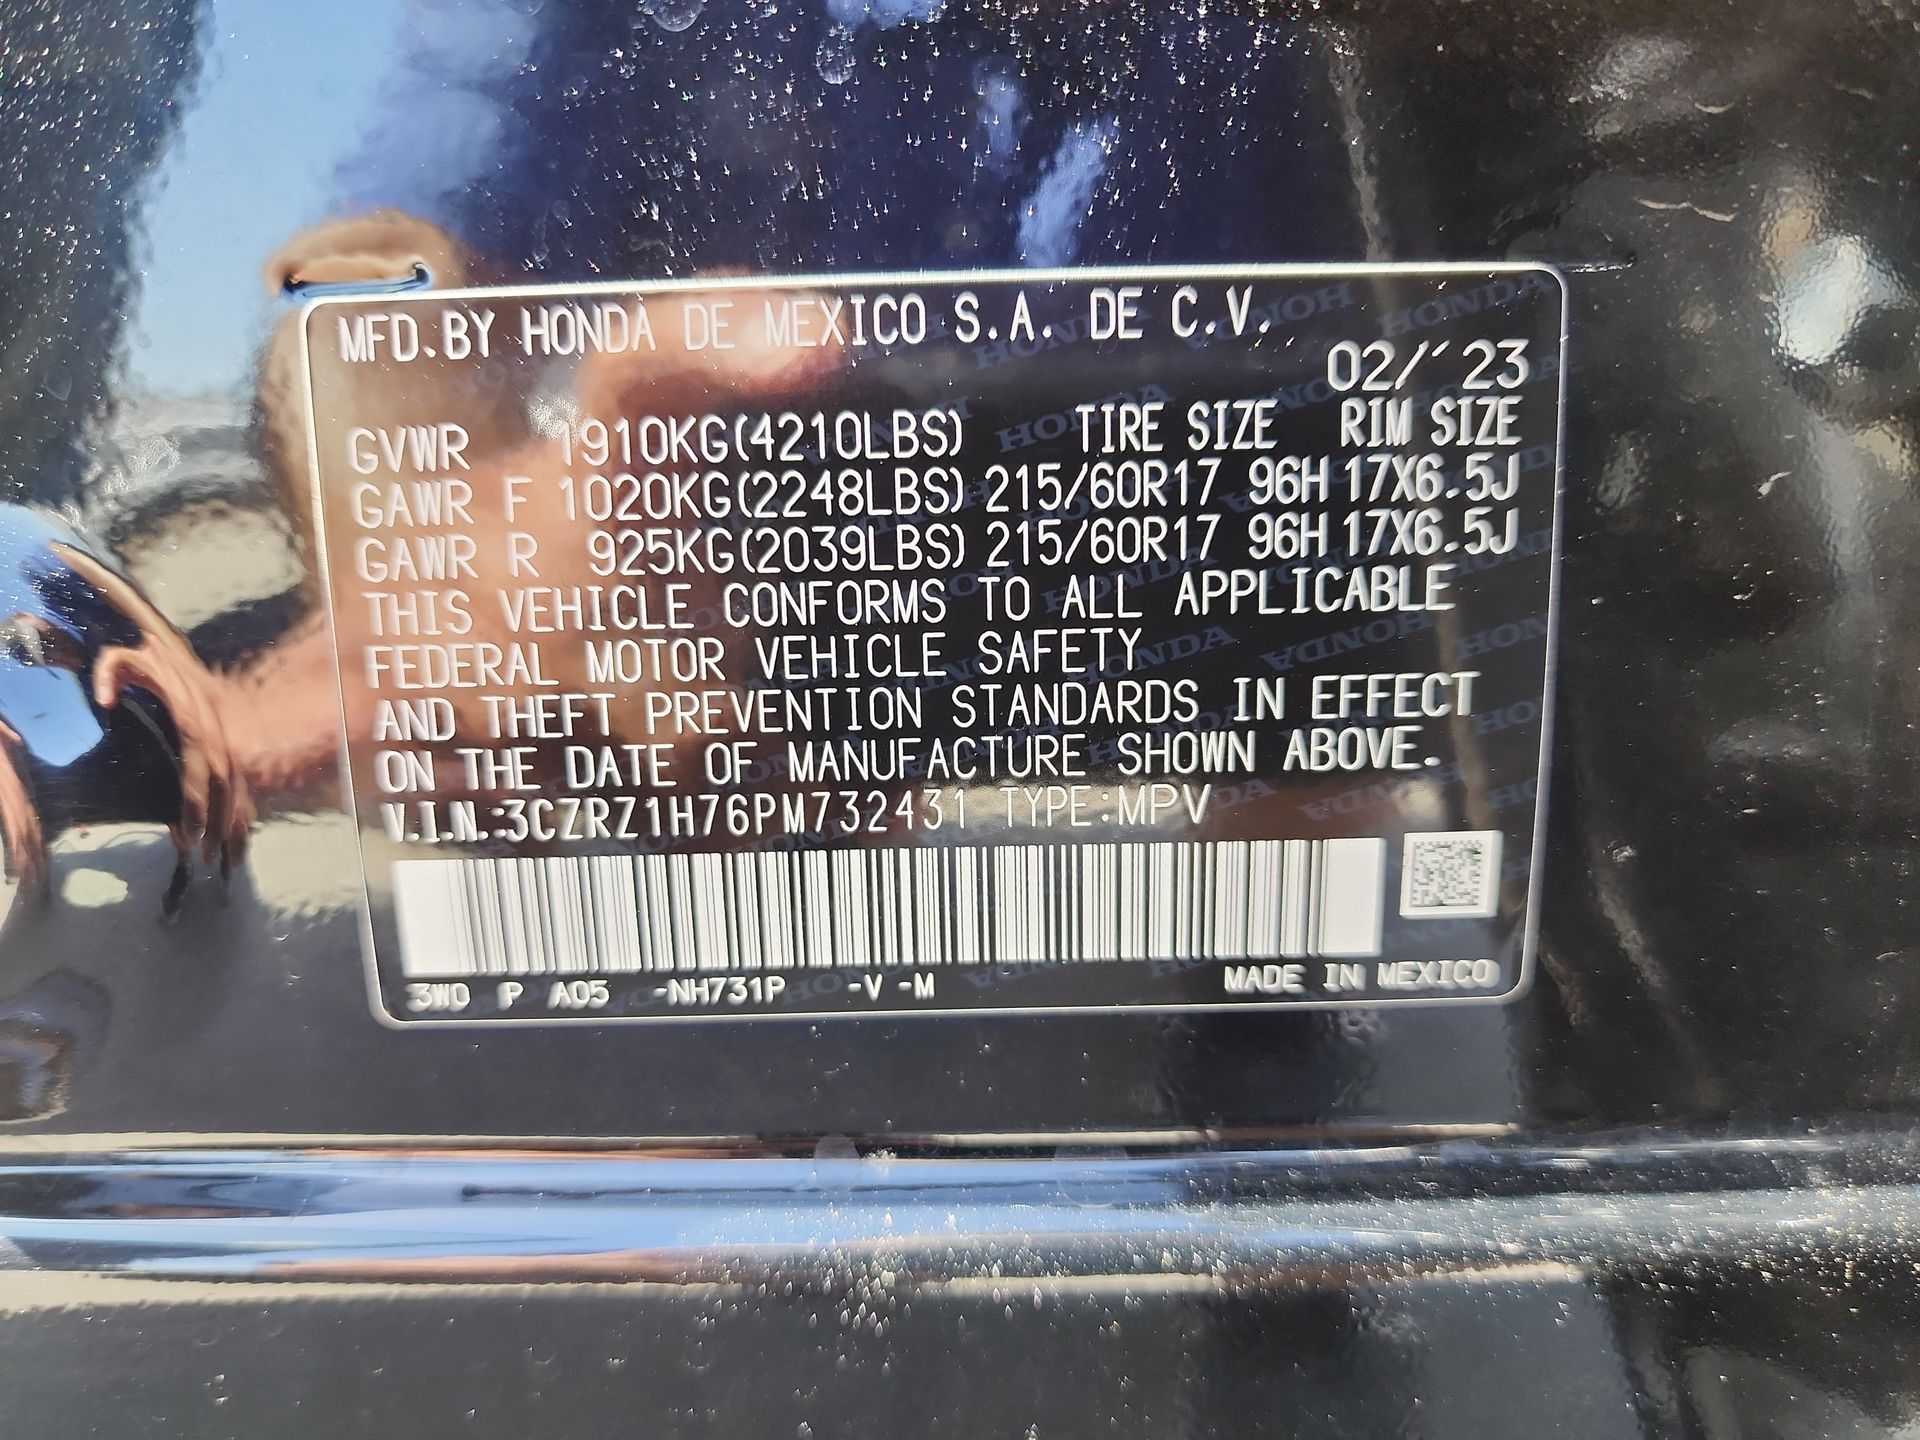 MFD.BY HONDA DE MEXICO S.A. DE C.V.
02/'23
GVWR 1910KG(4210LBS) TIRE SIZE RIM SIZE
GAWR F 1020KG(2248LBS) 215/60R17 96H 17X6.5J
GAWR R 925KG(2039LBS) 215/60R17 96H 17X6.5J
THIS VEHICLE CONFORMS TO ALL APPLICABLE
FEDERAL MOTOR VEHICLE SAFETY
AND THEFT PREVENTION STANDARDS IN EFFECT
ON THE DATE OF MANUFACTURE SHOWN ABOVE.
V.I.N.:3CZRZ1H76PM732431 TYPE:MPV
3W0 P A05 -NH731P -V -M MADE IN MEXICO